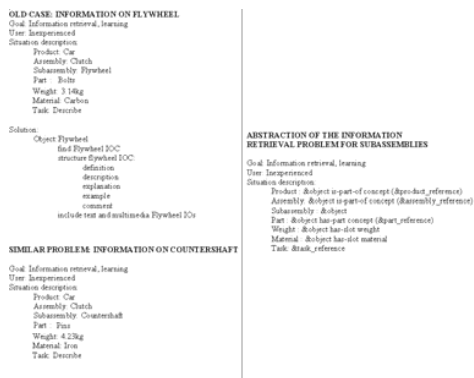 OLD CASE: INFORMATION ON FLYWHEEL
Goal: Information retrieval, learning
User: Inexperienced
Situation description:
Product: Car
Assembly: Clutch
Subassembly: Flywheel
Part : Bolts
Weight: 3.14kg
Material: Carbon
Task: Describe
Solution:
Object Flywheel
find Flywheel IOC
structure flywheel IOC:
definition
description
explanation
example
comment
include text and multimedia Flywheel IOs
SIMILAR PROBLEM: INFORMATION ON COUNTERSHAFT
Goal: Information retrieval, learning
User: Inexperienced
Situation description:
Product: Car
Assembly: Clutch
Subassembly: Countershaft
Part : Pins
Weight: 4.23kg
Material: Iron
Task: Describe
ABSTRACTION OF THE INFORMATION
RETRIEVAL PROBLEM FOR SUBASSEMBLIES
Goal: Information retrieval, learning
User: Inexperienced
Situation description:
Product : &object is-part-of concept (&product_reference)
Assembly: &object is-part-of concept (&assembly_reference)
Subassembly : &object
Part : &object has-part concept (&part_reference)
Weight : &object has-slot weight
Material : &object has-slot material
Task: &task_reference